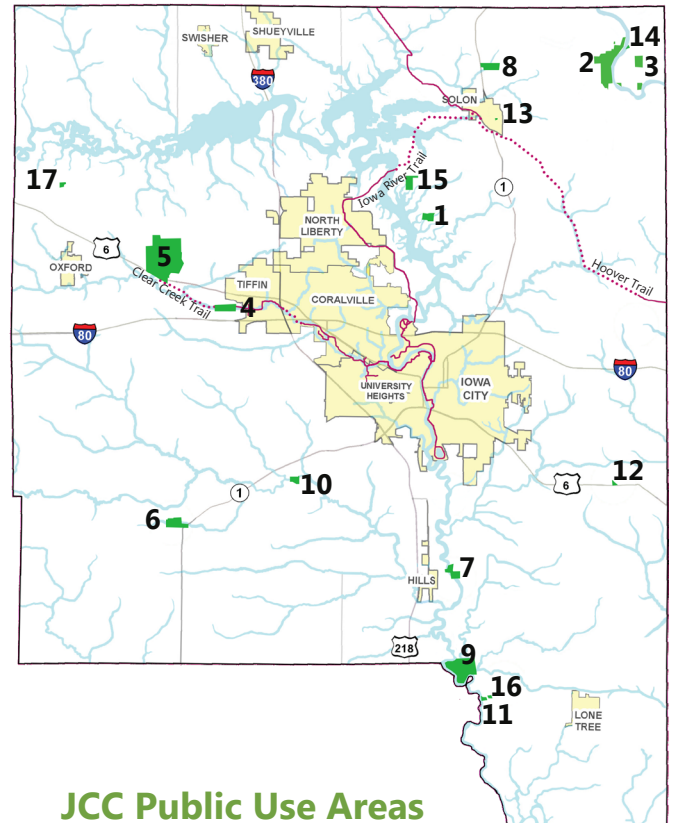 SWISHER
SHUEYVILLE
380
14
2
3
8
SOLON
13
17
Iowa River Trail
15
1
1
NORTH
LIBERTY
6
5
OXFORD
Clear Creek Trail
TIFFIN
4
CORALVILLE
Hoover Trail
80
80
UNIVERSITY
HEIGHTS
IOWA
CITY
10
1
6
6
12
7
HILLS
218
9
16
11
LONE
TREE
JCC Public Use Areas